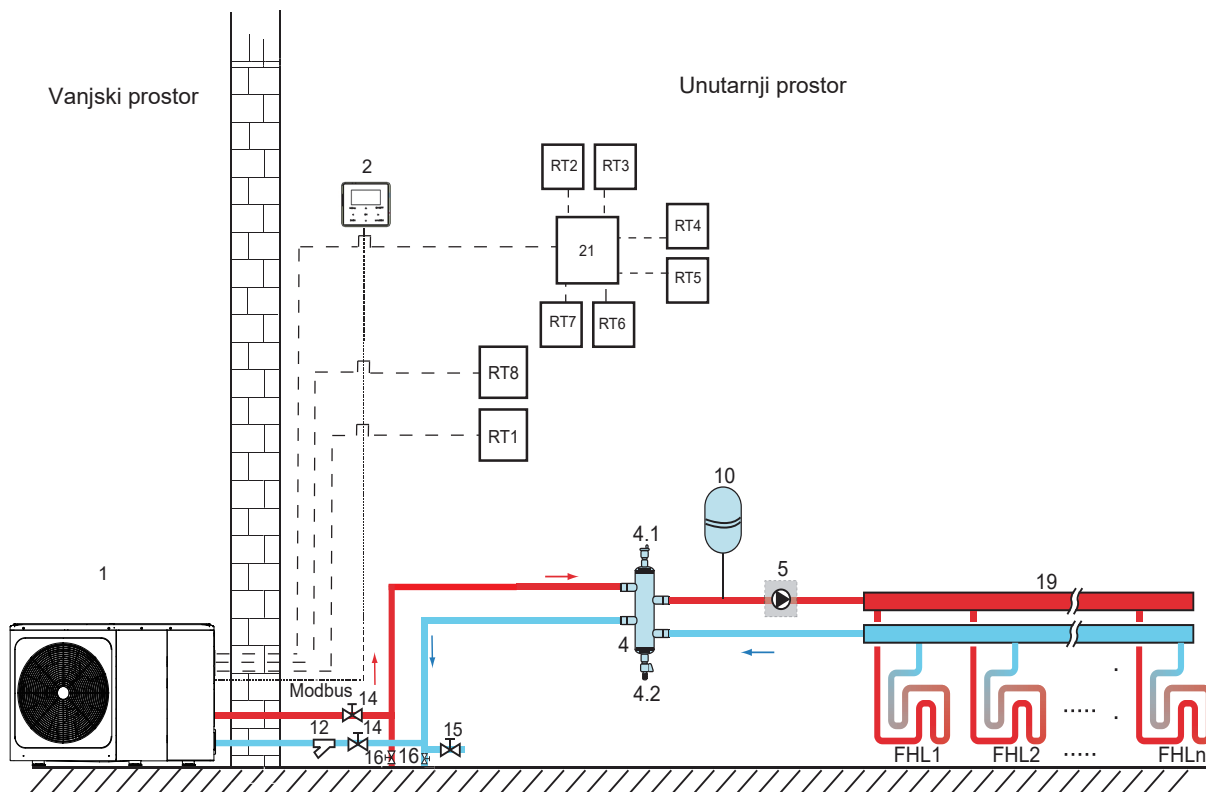 Vanjski prostor
Unutarnji prostor
2
RT2
RT3
RT4
21
RT5
RT7
RT6
RT8
RT1
10
4.1
5
19
1
4
4.2
Modbus
14
12
14
15
16
16
FHL1
FHL2
.....
.....
.
.
FHLn